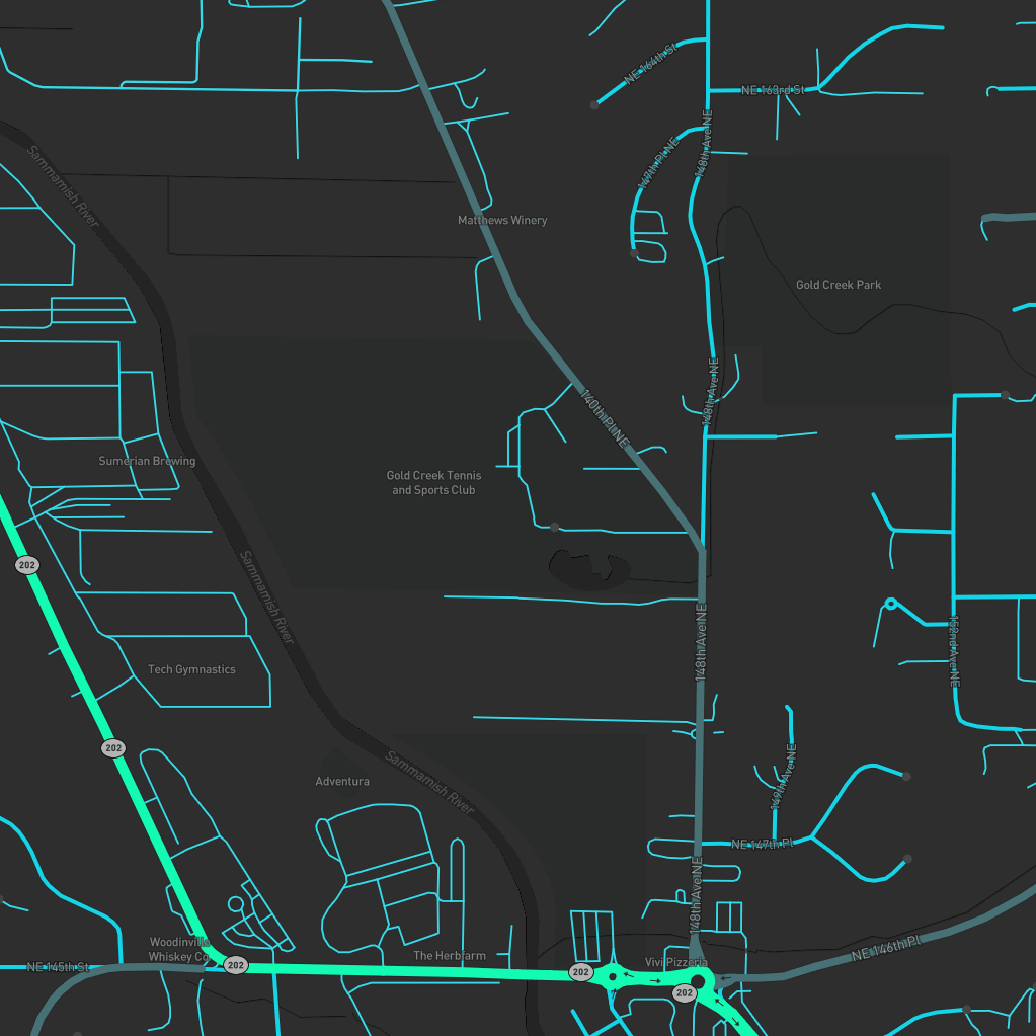 NE 164th St
NE 163rd St
148th Ave NE
147th Pl NE
Sammamish River
Matthews Winery
Gold Creek Park
148th Ave NE
140th Pl NE
Sumerian Brewing
Gold Creek Tennis
and Sports Club
202
Sammamish River
148th Ave NE
152nd Ave NE
Tech Gymnastics
202
Adventura
Sammamish River
149th Ave NE
NE 147th Pl
148th Ave NE
Woodinville
Whiskey Co
NE 146th Pl
The Herbfarm
Vivi Pizzeria
NE 145th St
202
202
202